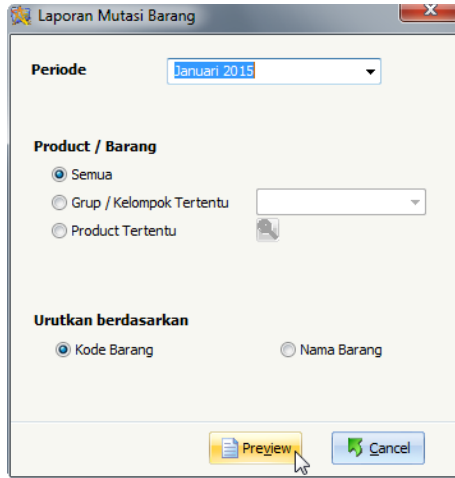 Laporan Mutasi Barang
Periode Januari 2015
Product / Barang
Semua
Grup / Kelompok Tertentu
Product Tertentu
Urutkan berdasarkan
Kode Barang Nama Barang
Preview Cancel